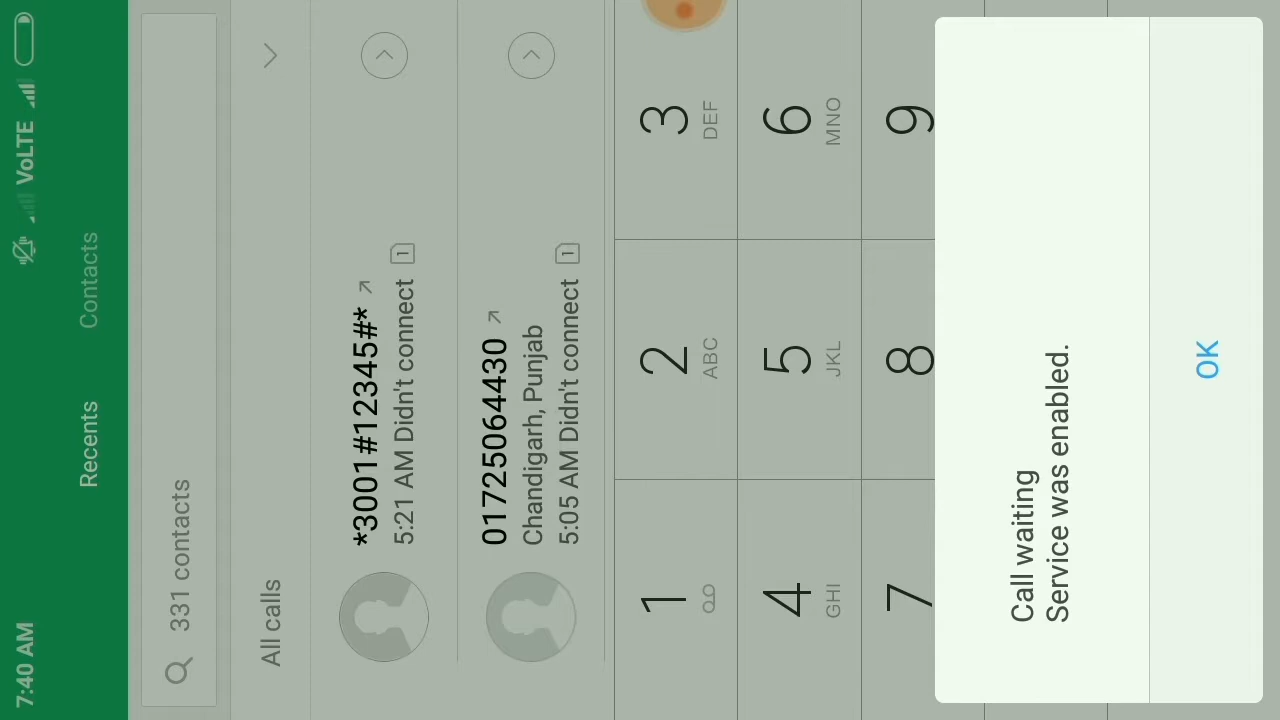 7:40 AM VoLTE
Recents Contacts
331 contacts
All calls
*3001#12345#*
5:21 AM Didn't connect 1
01725064430
Chandigarh, Punjab
5:05 AM Didn't connect 1
1 2 ABC 3 DEF
4 GHI 5 JKL 6 MNO
7 8 9
Call waiting
Service was enabled.
OK